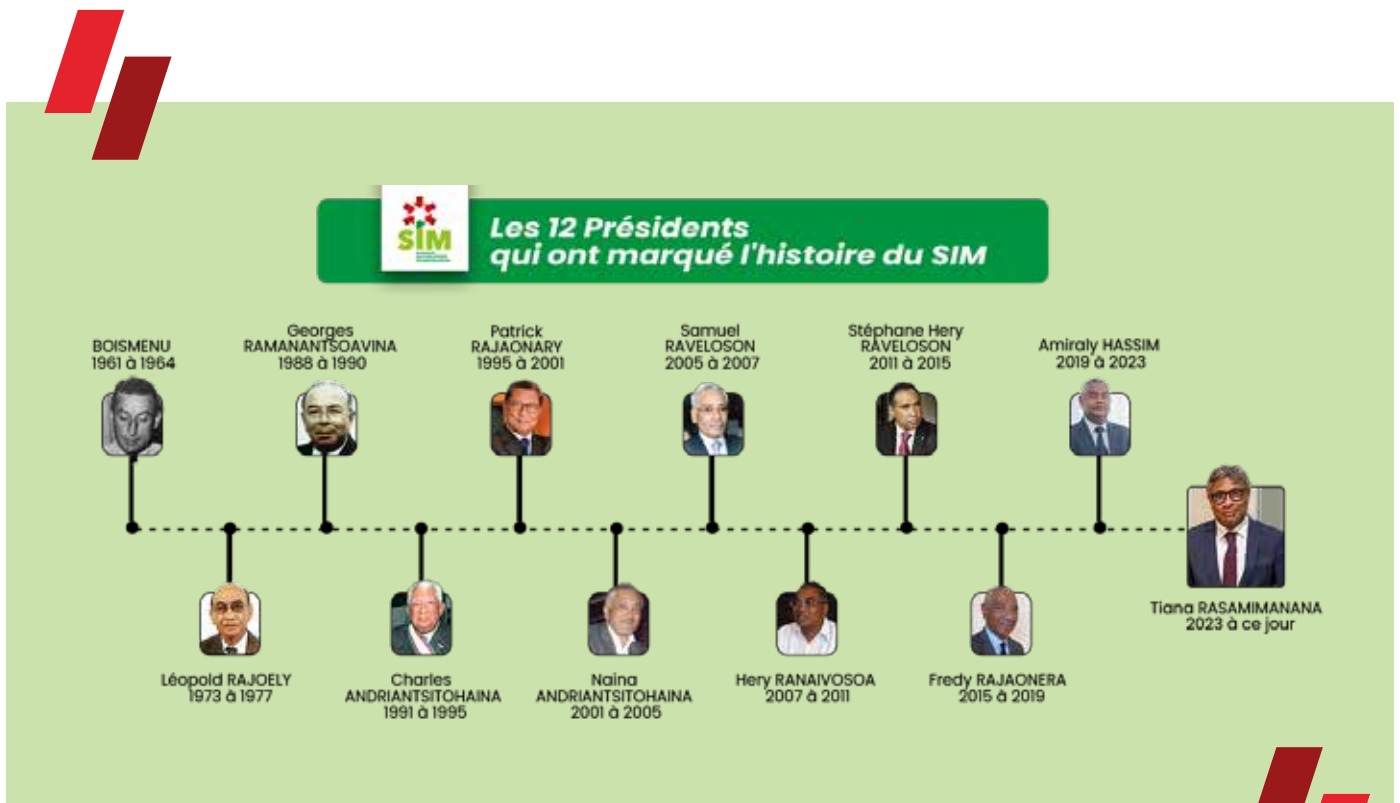 SIM
Les 12 Présidents
qui ont marqué l'histoire du SIM
BOISMENU
1961 à 1964
Georges
RAMANANTSOAVINA
1988 à 1990
Patrick
RAJAONARY
1995 à 2001
Samuel
RAVELOSON
2005 à 2007
Stéphane Hery
RAVELOSON
2011 à 2015
Amiraly HASSIM
2019 à 2023
Léopold RAJOELY
1973 à 1977
Charles
ANDRIANTSITOHAINA
1991 à 1995
Naina
ANDRIANTSITOHAINA
2001 à 2005
Hery RANAIVOSOA
2007 à 2011
Fredy RAJAONERA
2015 à 2019
Tiana RASAMIMANANA
2023 à ce jour